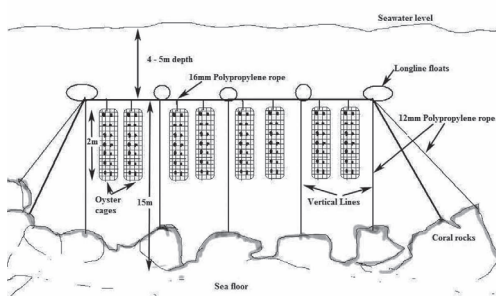 Seawater level
4 - 5m depth
16mm Polypropylene rope
Longline floats
12mm Polypropylene rope
2m
Oyster
cages
15m
Vertical Lines
Coral rocks
Sea floor